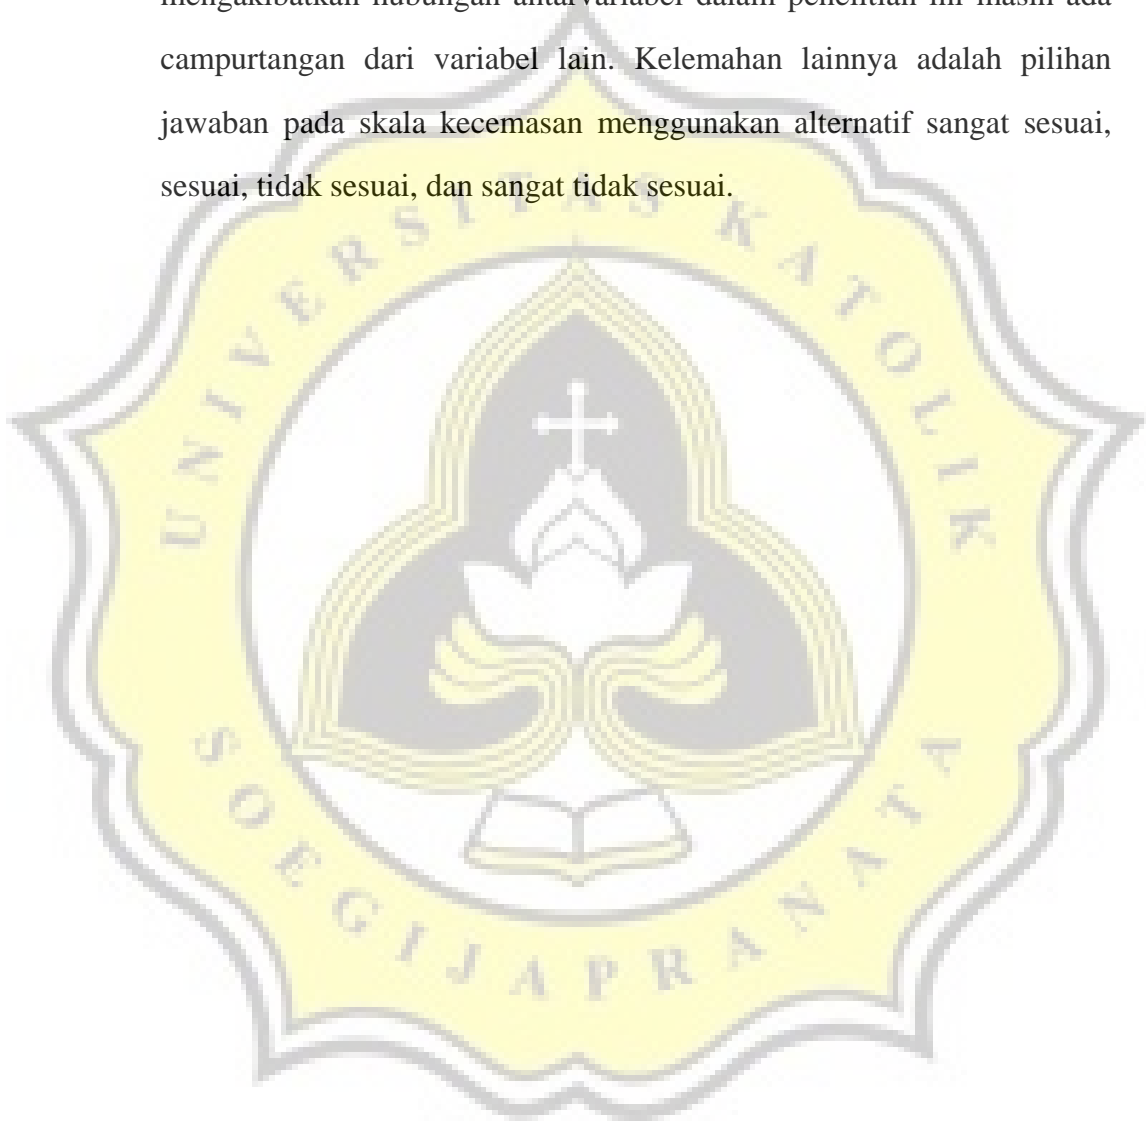 mengakibatkan hubungan antarvariabel dalam penelitian ini masih ada
campurtangan dari variabel lain. Kelemahan lainnya adalah pilihan
jawaban pada skala kecemasan menggunakan alternatif sangat sesuai,
sesuai, tidak sesuai, dan sangat tidak sesuai.
UNIVERSITAS KATOLIK
SOEGIJAPRANATA